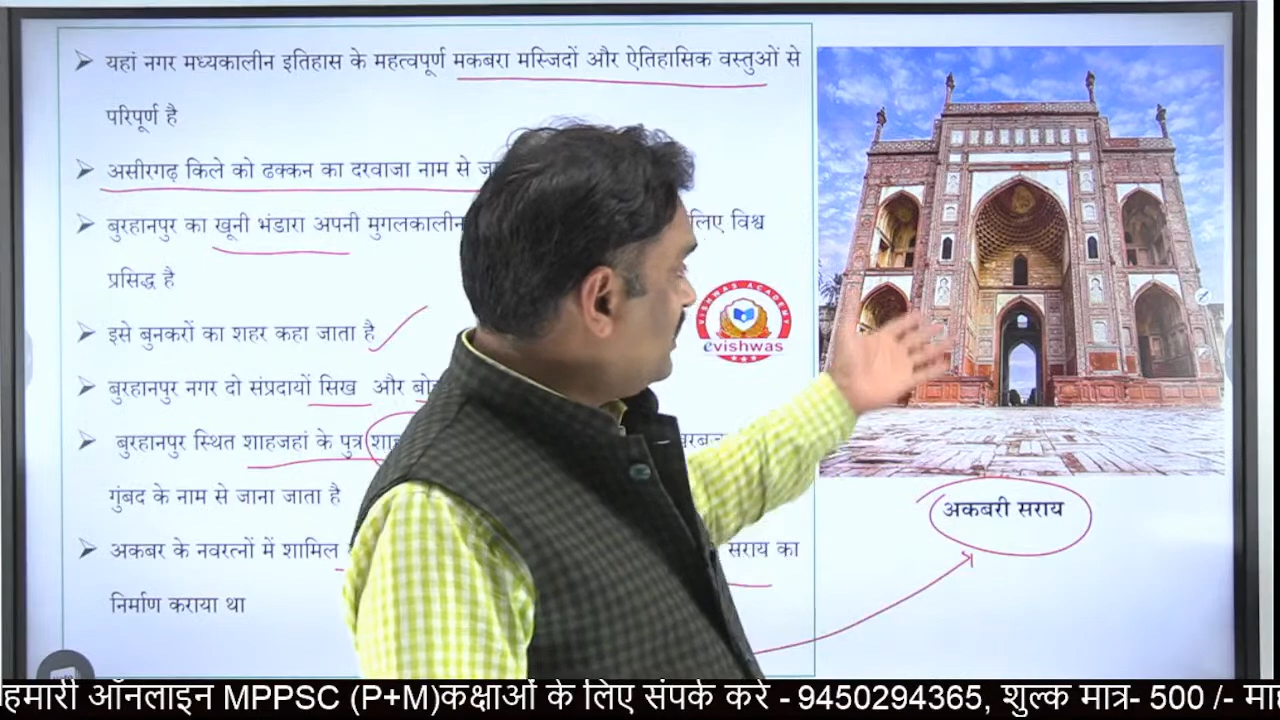 यहां नगर मध्यकालीन इतिहास के महत्वपूर्ण मकबरा मस्जिदों और ऐतिहासिक वस्तुओं से
परिपूर्ण है
असीरगढ़ किले को ढक्कन का दरवाजा नाम से
बुरहानपुर का खूनी भंडारा अपनी मुगलकालीन लिए विश्व
प्रसिद्ध है
इसे बुनकरों का शहर कहा जाता है
बुरहानपुर नगर दो संप्रदायों सिख और
बुरहानपुर स्थित शाहजहां के पुत्र
गुंबद के नाम से जाना जाता है
अकबर के नवरत्नों में शामिल सराय का
निर्माण कराया था
VISHWAS ACADEMY
evishwas
अकबरी सराय
हमारी ऑनलाइन MPPSC (P+M)कक्षाओं के लिए संपर्क करे - 9450294365, शुल्क मात्र- 500 /-